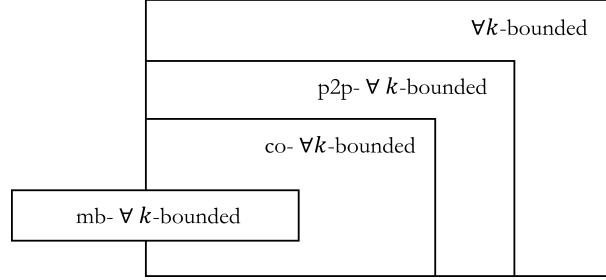 ∀k-bounded
p2p- ∀ k-bounded
co- ∀k-bounded
mb- ∀ k-bounded